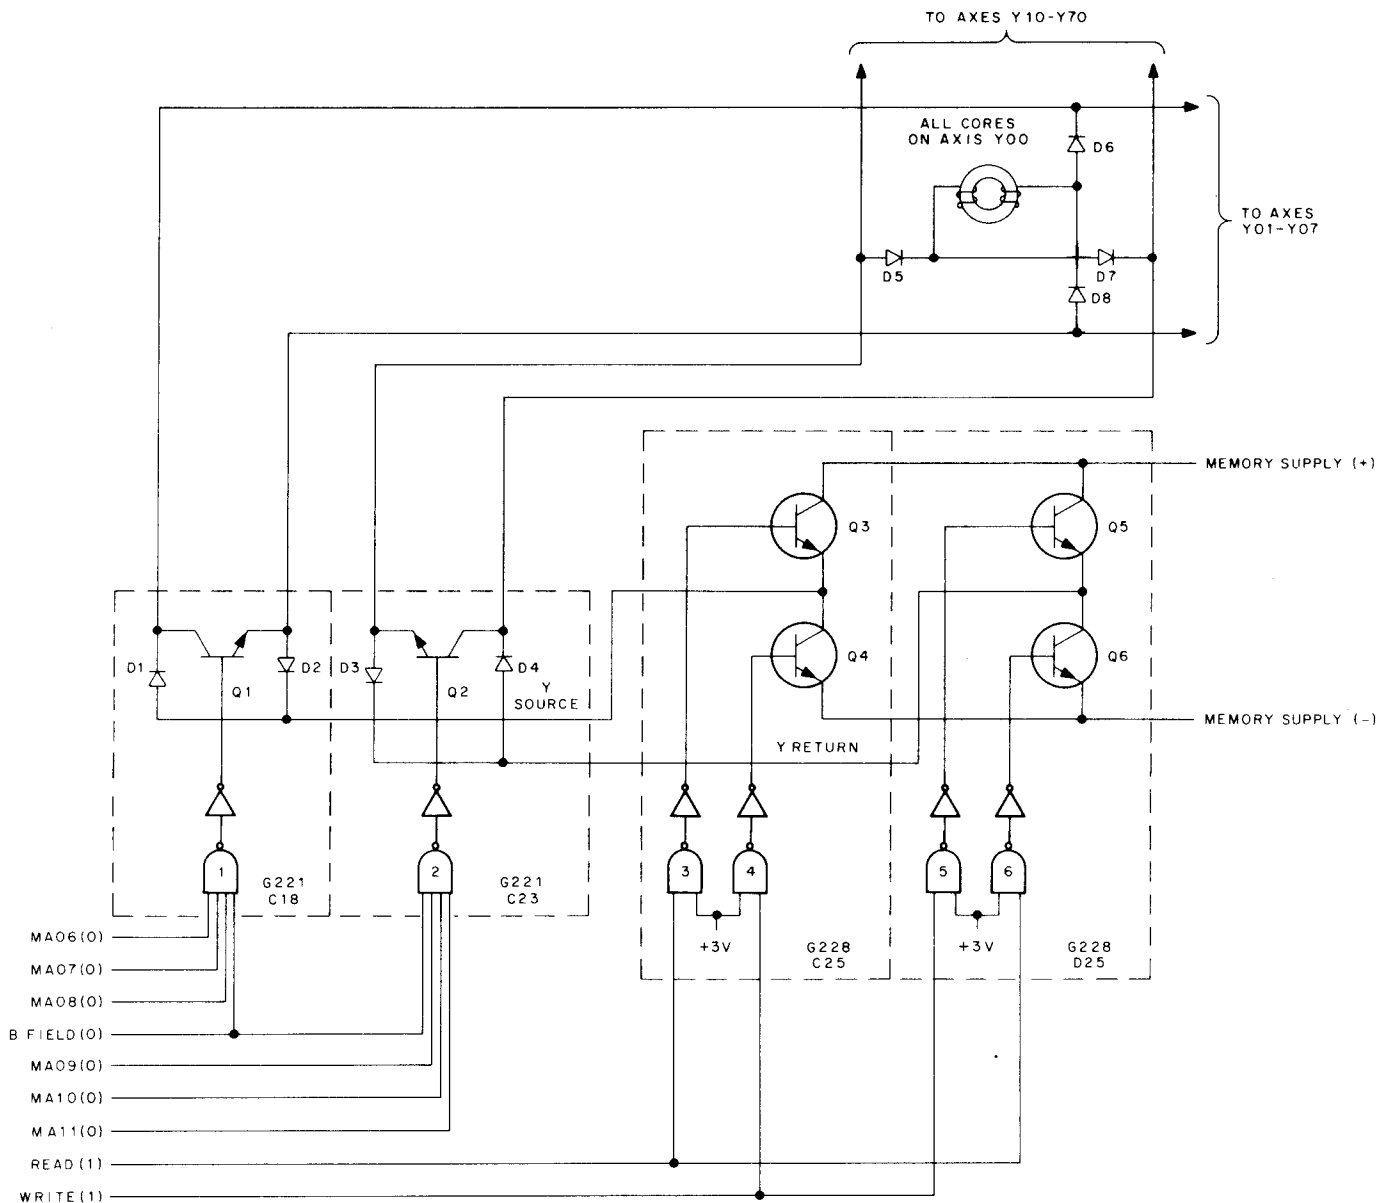 TO AXES Y10-Y70
ALL CORES
ON AXIS Y00
D6
TO AXES
Y01-Y07
D5
D7
D8
MEMORY SUPPLY (+)
Q3
Q5
D1
D2
D3
D4
Q1
Q2
Q4
Q6
Y
SOURCE
MEMORY SUPPLY (-)
Y RETURN
1
2
3
4
5
6
G221
C18
G221
C23
+3V
G228
C25
+3V
G228
D25
MA06(0)
MA07(0)
MA08(0)
B FIELD(0)
MA09(0)
MA10(0)
MA11(0)
READ(1)
WRITE(1)